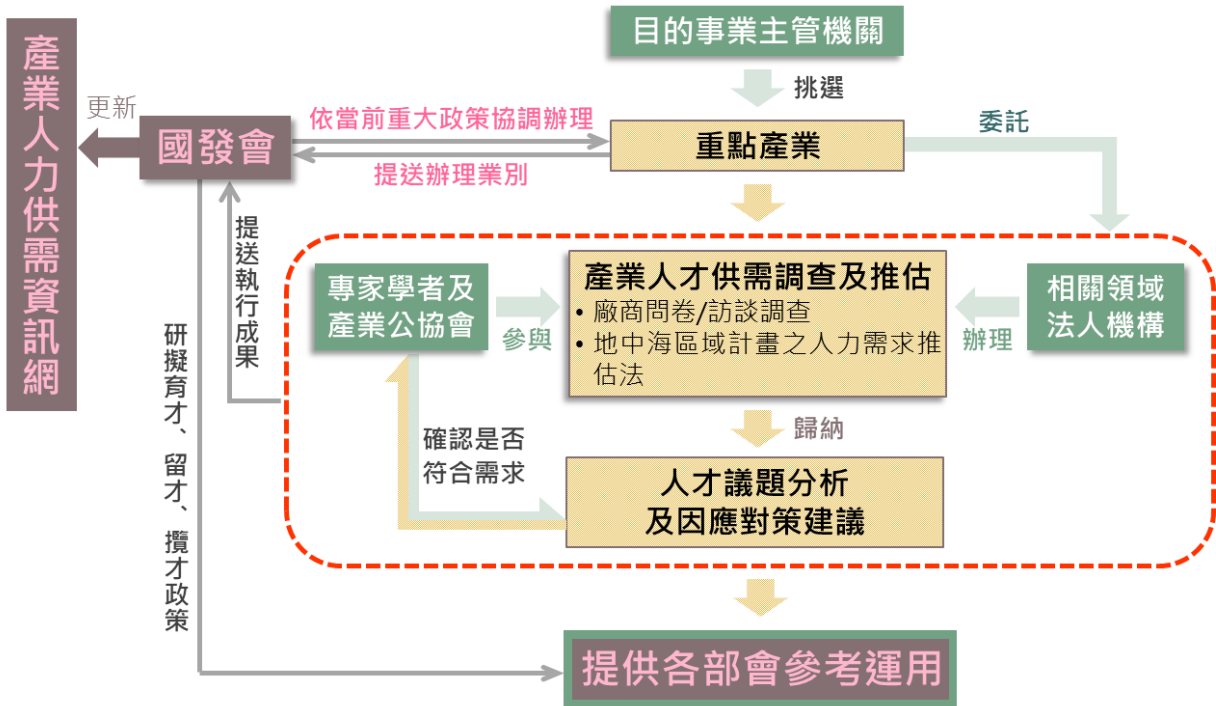 產業人力供需資訊網
更新
國發會
目的事業主管機關
挑選
依當前重大政策協調辦理
提送辦理業別
重點產業
委託
提送執行成果
專家學者及
產業公協會
參與
產業人才供需調查及推估
• 廠商問卷/訪談調查
• 地中海區域計畫之人力需求推
估法
辦理
相關領域
法人機構
歸納
確認是否
符合需求
人才議題分析
及因應對策建議
研擬育才、留才、攬才政策
提供各部會參考運用